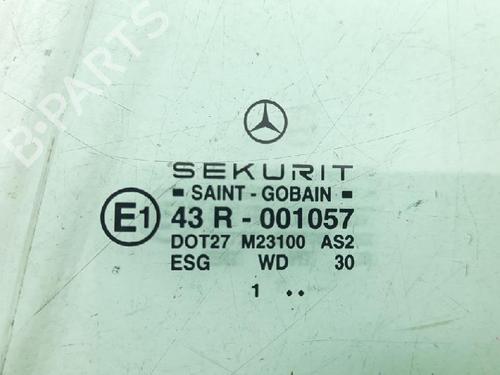 B-PARTS
SEKURIT
SAINT - GOBAIN
E1
43 R - 001057
DOT27 M23100 AS2
ESG WD 30
1 ..